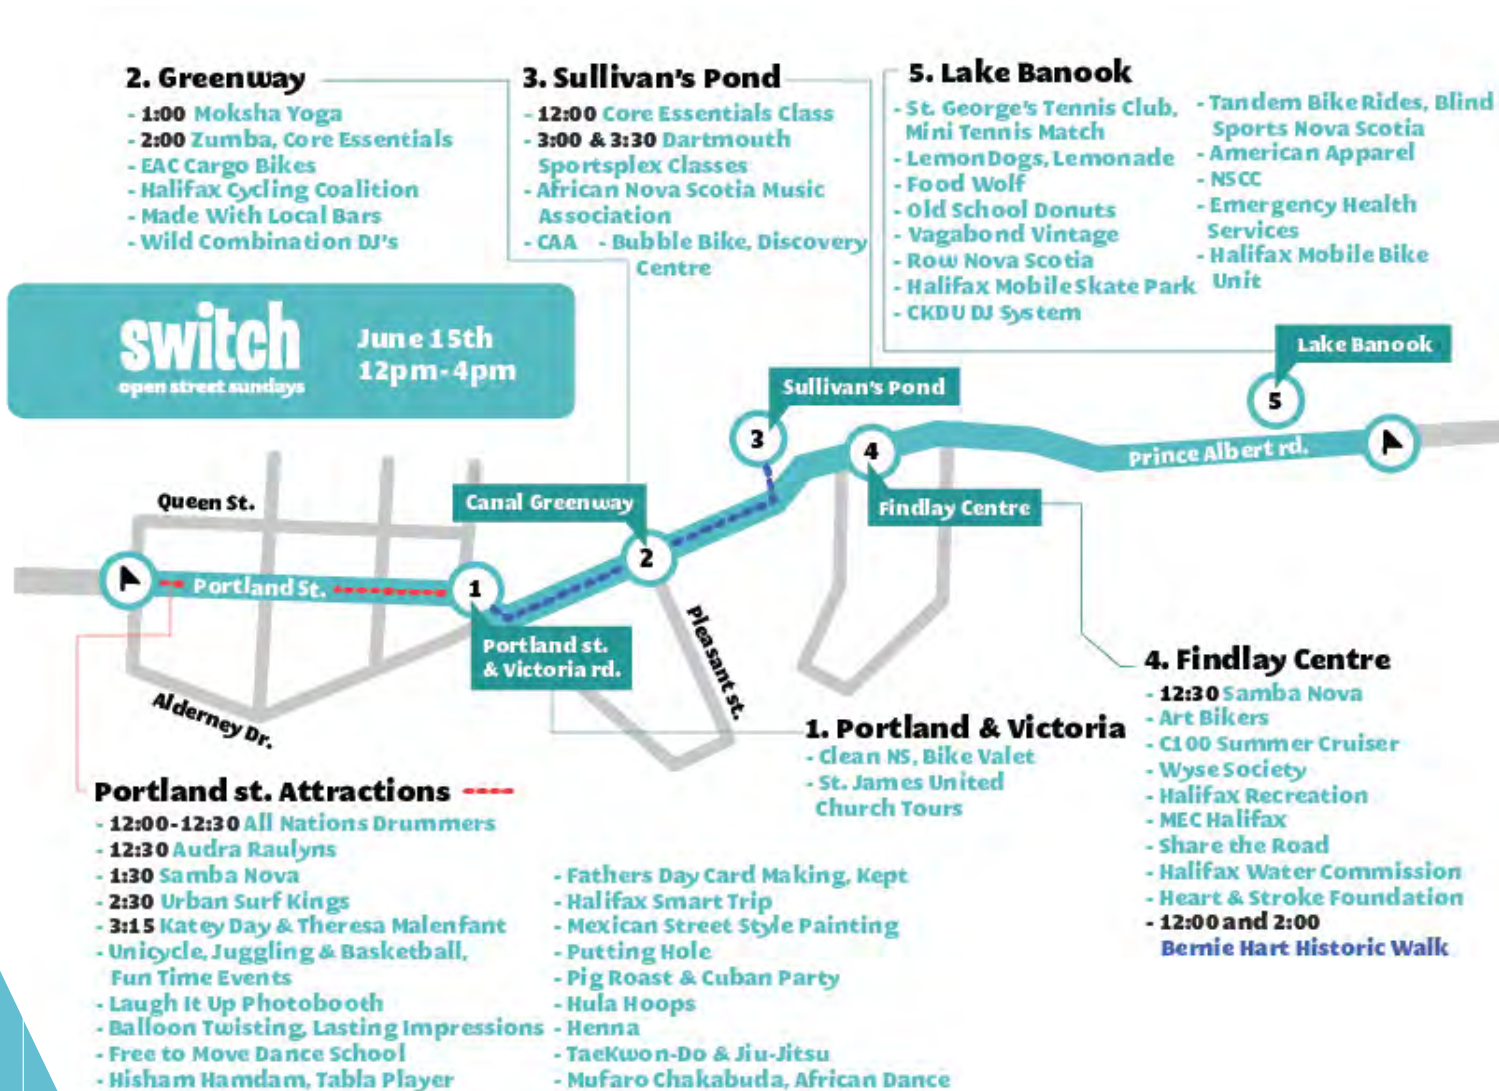 2. Greenway
- 1:00 Moksha Yoga
- 2:00 Zumba, Core Essentials
- EAC Cargo Bikes
- Halifax Cycling Coalition
- Made With Local Bars
- Wild Combination DJ's
3. Sullivan's Pond
- 12:00 Core Essentials Class
- 3:00 & 3:30 Dartmouth
Sportsplex Classes
- African Nova Scotia Music
Association
- CAA - Bubble Bike, Discovery
Centre
5. Lake Banook
- St. George's Tennis Club,
Mini Tennis Match
- Lemon Dogs, Lemonade
- Food Wolf
- Old School Donuts
- Vagabond Vintage
- Row Nova Scotia
- Halifax Mobile Skate Park
- CKDU DJ System
- Tandem Bike Rides, Blind
Sports Nova Scotia
- American Apparel
- NSCC
- Emergency Health
Services
- Halifax Mobile Bike
Unit
switch
open street sundays
June 15th
12pm-4pm
Lake Banook
5
Sullivan's Pond
3
4
Prince Albert rd.
Findlay Centre
Queen St.
Canal Greenway
2
Portland St.
1
Portland st.
& Victoria rd.
Pleasant st.
Alderney Dr.
1. Portland & Victoria
- Clean NS, Bike Valet
- St. James United
Church Tours
4. Findlay Centre
- 12:30 Samba Nova
- Art Bikers
- C100 Summer Cruiser
- Wyse Society
- Halifax Recreation
- MEC Halifax
- Share the Road
- Halifax Water Commission
- Heart & Stroke Foundation
- 12:00 and 2:00
Bernie Hart Historic Walk
Portland st. Attractions
- 12:00-12:30 All Nations Drummers
- 12:30 Audra Raulyns
- 1:30 Samba Nova
- 2:30 Urban Surf Kings
- 3:15 Katey Day & Theresa Malenfant
- Unicycle, Juggling & Basketball,
Fun Time Events
- Laugh It Up Photobooth
- Balloon Twisting, Lasting Impressions
- Free to Move Dance School
- Hisham Hamdam, Tabla Player
- Fathers Day Card Making, Kept
- Halifax Smart Trip
- Mexican Street Style Painting
- Putting Hole
- Pig Roast & Cuban Party
- Hula Hoops
- Henna
- TaeKwon-Do & Jiu-Jitsu
- Mufaro Chakabuda, African Dance